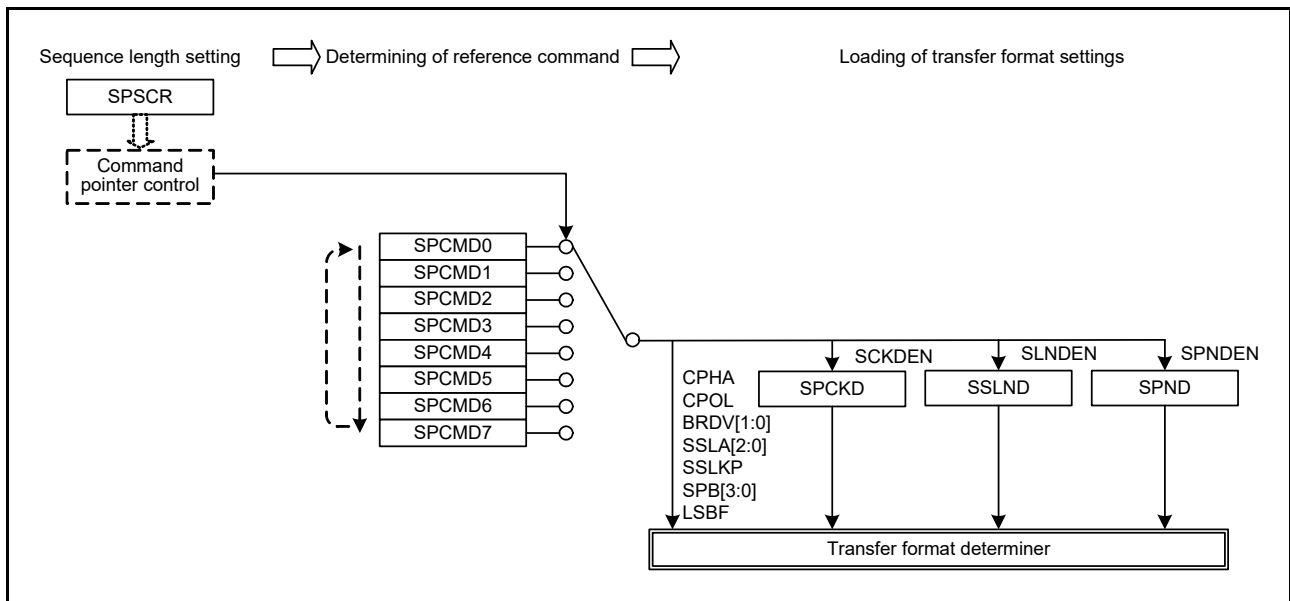 Sequence length setting
Determining of reference command
Loading of transfer format settings
SPSCR
Command
pointer control
SPCMD0
SPCMD1
SPCMD2
SPCMD3
SPCMD4
SPCMD5
SPCMD6
SPCMD7
CPHA
CPOL
BRDV[1:0]
SSLA[2:0]
SSLKP
SPB[3:0]
LSBF
SCKDEN
SPCKD
SLNDEN
SSLND
SPNDEN
SPND
Transfer format determiner